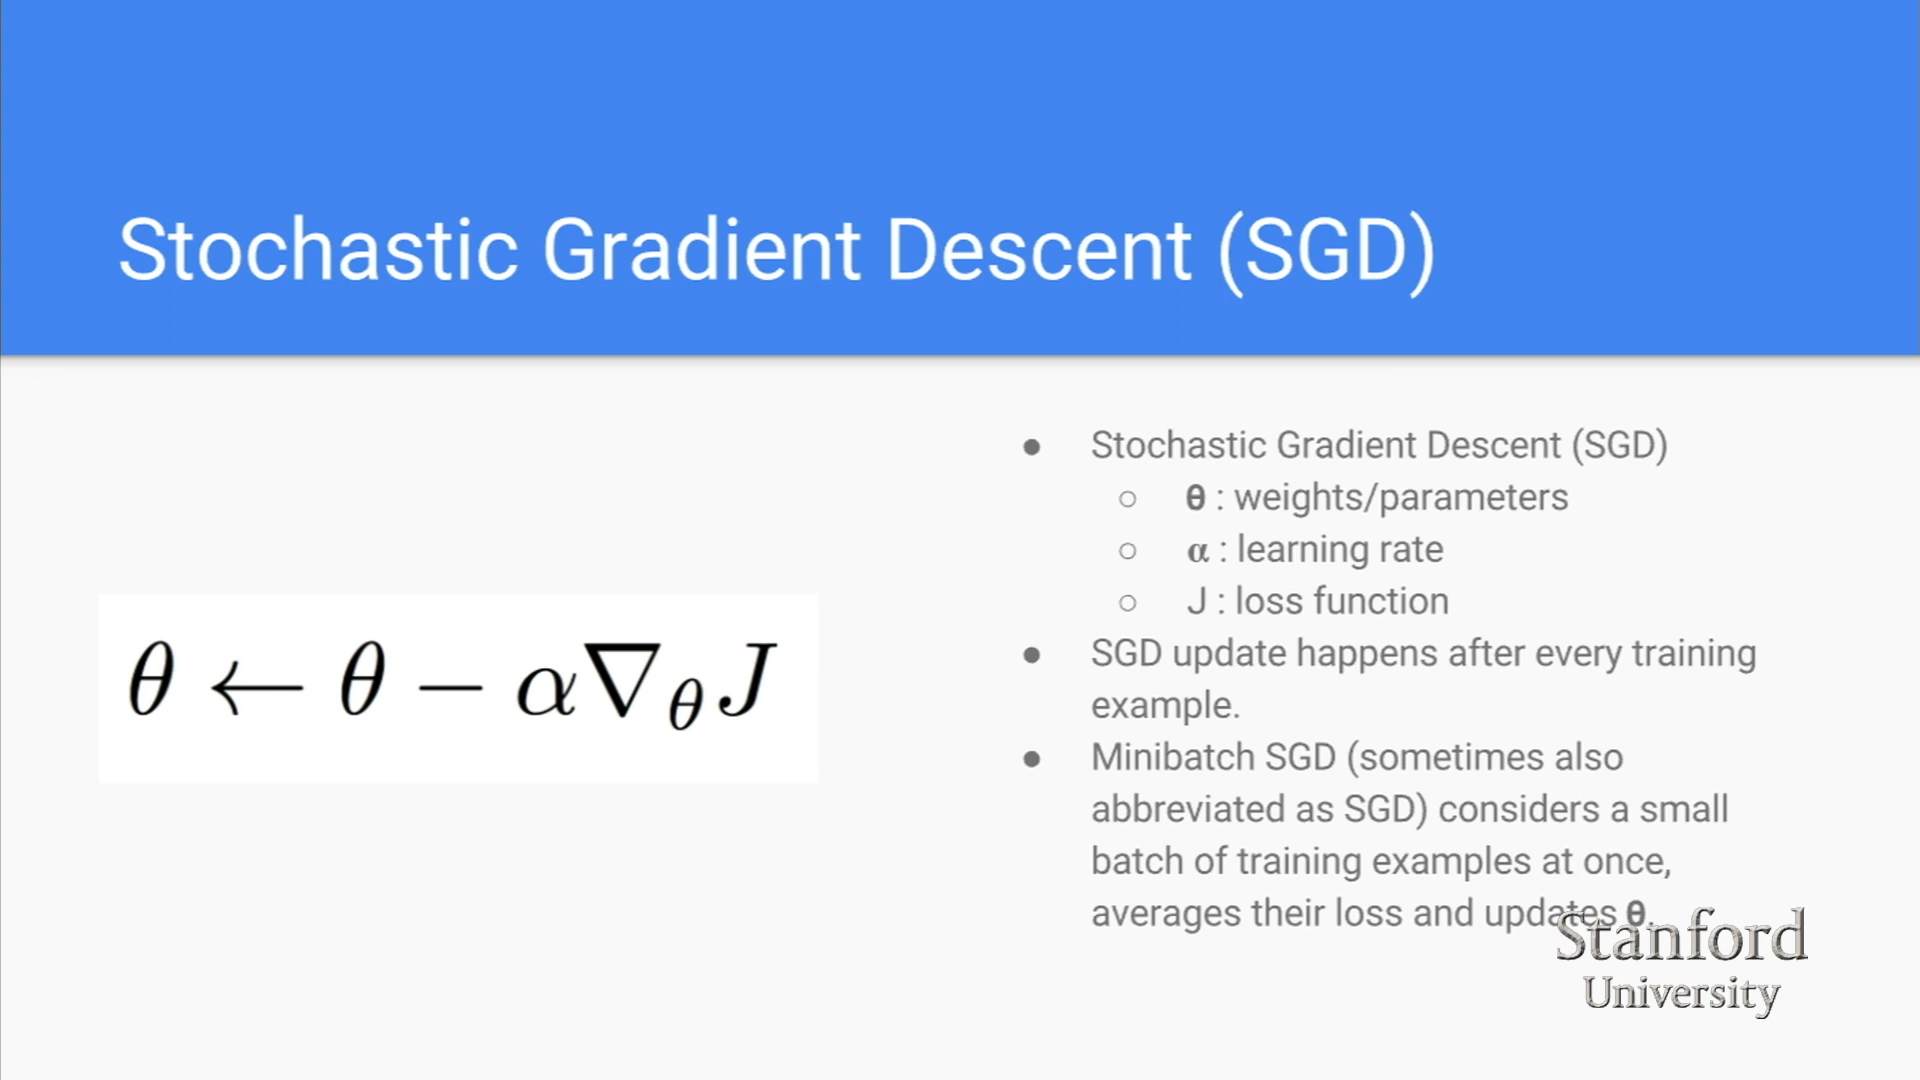 Stochastic Gradient Descent (SGD)
θ ← θ − α∇θJ
● Stochastic Gradient Descent (SGD)
○ θ : weights/parameters
○ α : learning rate
○ J : loss function
● SGD update happens after every training
example.
● Minibatch SGD (sometimes also
abbreviated as SGD) considers a small
batch of training examples at once,
averages their loss and updates θ.
Stanford
University